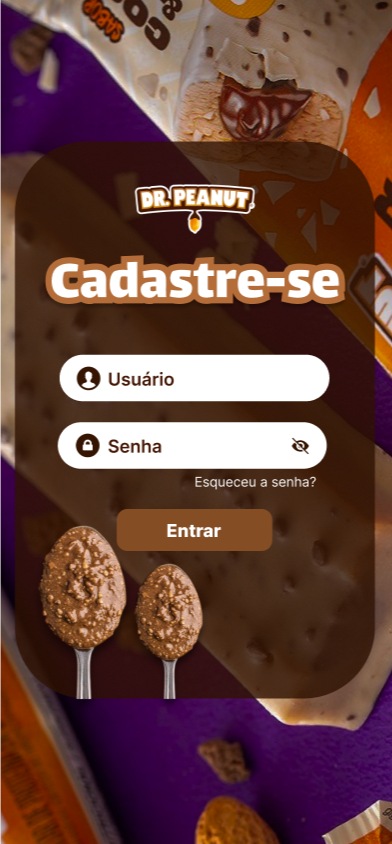 DR. PEANUT
Cadastre-se
Usuário
Senha
Esqueceu a senha?
Entrar